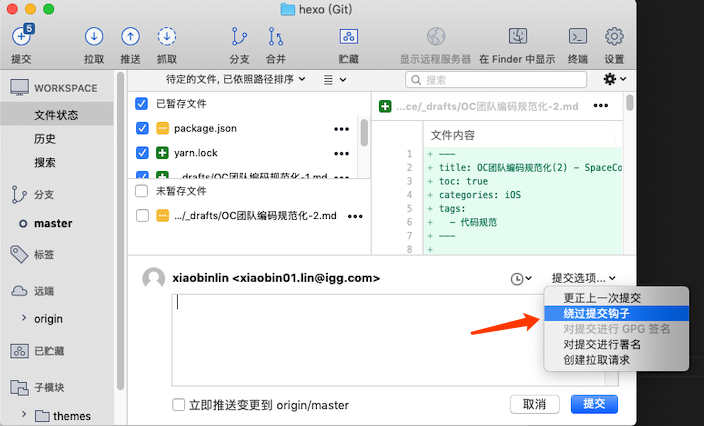 hexo (Git)
5
提交
拉取
推送
抓取
分支
合并
贮藏
显示远程服务器
在 Finder 中显示
终端
设置
WORKSPACE
文件状态
历史
搜索
分支
master
标签
远端
origin
已贮藏
子模块
themes
待定的文件, 已依照路径排序
搜索
已暂存文件
package.json
yarn.lock
..._drafts/OC团队编码规范化-1.md
未暂存文件
.../_drafts/OC团队编码规范化-2.md
...ce/_drafts/OC团队编码规范化-2.md
文件内容
1 + ---
2 + title: OC团队编码规范化(2) - SpaceCo
3 + toc: true
4 + categories: iOS
5 + tags:
6 + - 代码规范
7 + ---
8 +
xiaobinlin <xiaobin01.lin@igg.com>
提交选项...
更正上一次提交
绕过提交钩子
对提交进行 GPG 签名
对提交进行署名
创建拉取请求
立即推送变更到 origin/master
取消
提交